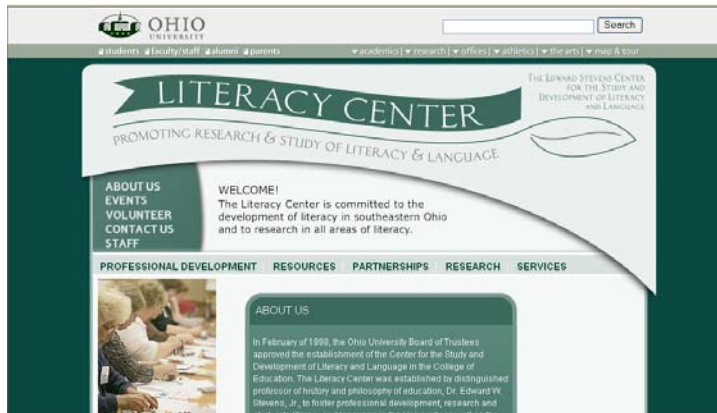 OHIO
UNIVERSITY
Search
students faculty/staff alumni parents
academics | research | offices | athletics | the arts | map & tour
THE EDWARD STEVENS CENTER
FOR THE STUDY AND
DEVELOPMENT OF LITERACY
AND LANGUAGE
LITERACY CENTER
PROMOTING RESEARCH & STUDY OF LITERACY & LANGUAGE
ABOUT US
EVENTS
VOLUNTEER
CONTACT US
STAFF
WELCOME!
The Literacy Center is committed to the
development of literacy in southeastern Ohio
and to research in all areas of literacy.
PROFESSIONAL DEVELOPMENT RESOURCES PARTNERSHIPS RESEARCH SERVICES
ABOUT US
In February of 1998, the Ohio University Board of Trustees
approved the establishment of the Center for the Study and
Development of Literacy and Language in the College of
Education. The Literacy Center was established by distinguished
professor of history and philosophy of education, Dr. Edward W.
Stevens, Jr., to foster professional development, research and